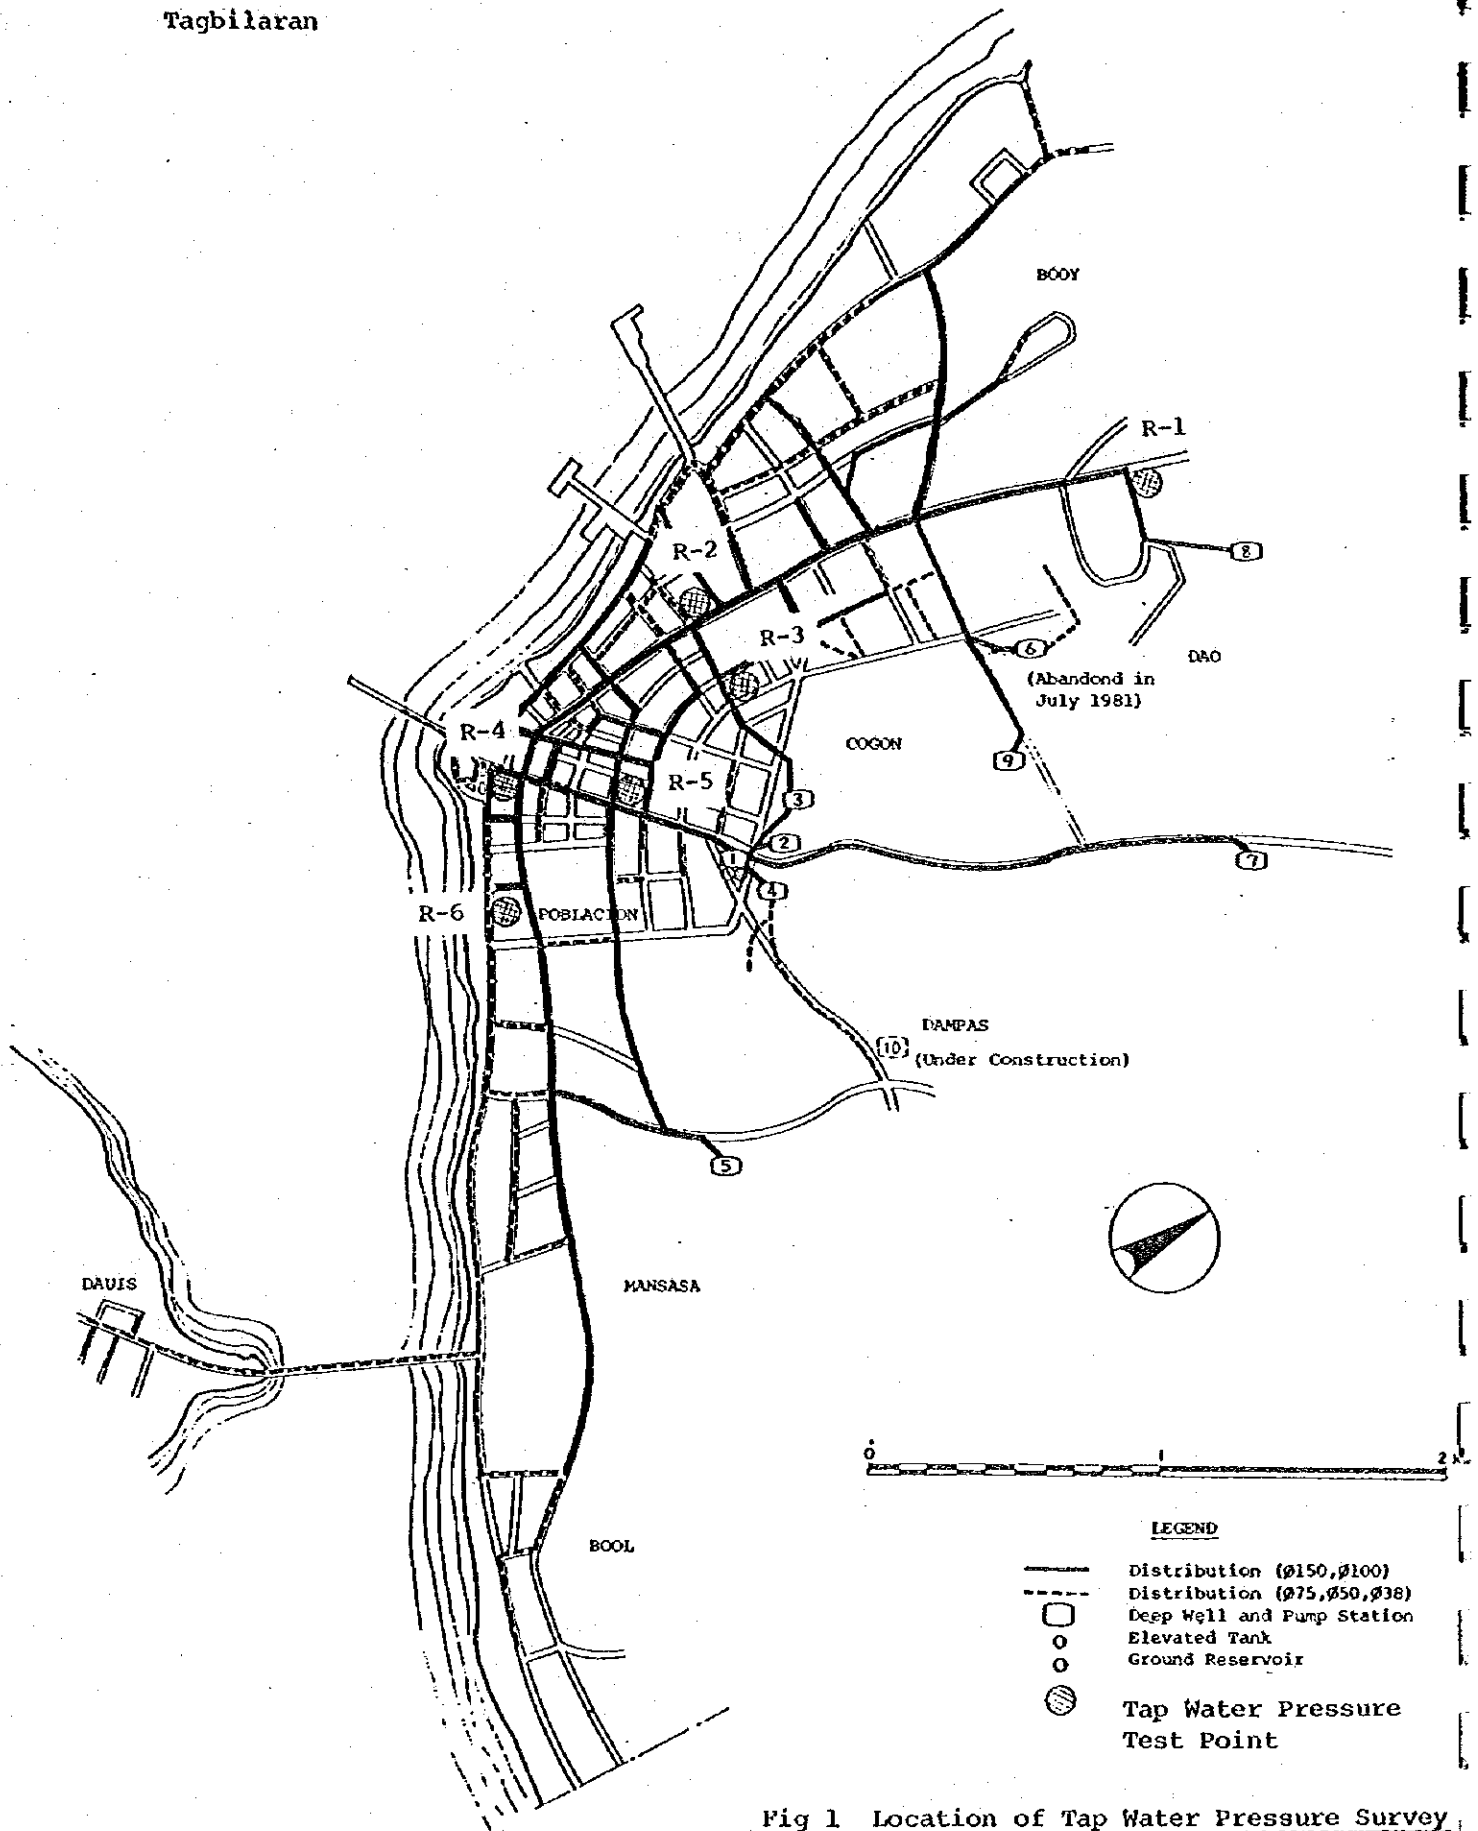 Tagbilaran
BOOY
R-1
R-2
8
R-3
6
DAO
(Abandond in
July 1981)
R-4
COGON
9
R-5
3
2
7
1
4
R-6
POBLACION
DAMPAS
10
(Under Construction)
5
DAUIS
MANSASA
0
1
2
BOOL
LEGEND
Distribution (Ø150,Ø100)
Distribution (Ø75,Ø50,Ø38)
Deep Well and Pump Station
Elevated Tank
Ground Reservoir
Tap Water Pressure
Test Point
Fig 1 Location of Tap Water Pressure Survey